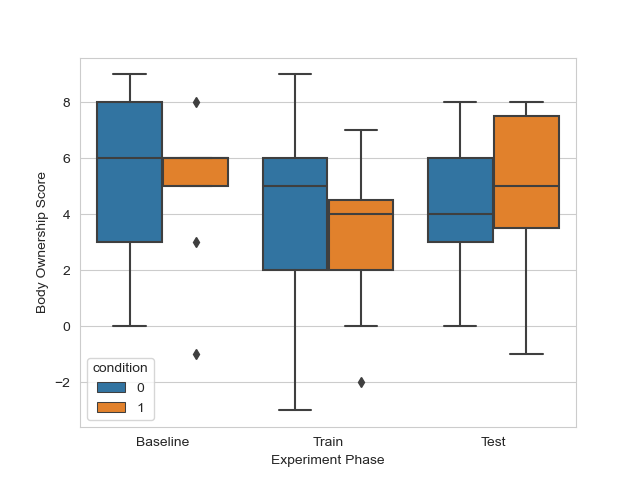 8
6
4
2
0
−2
Body Ownership Score
condition
0
1
Baseline
Train
Test
Experiment Phase